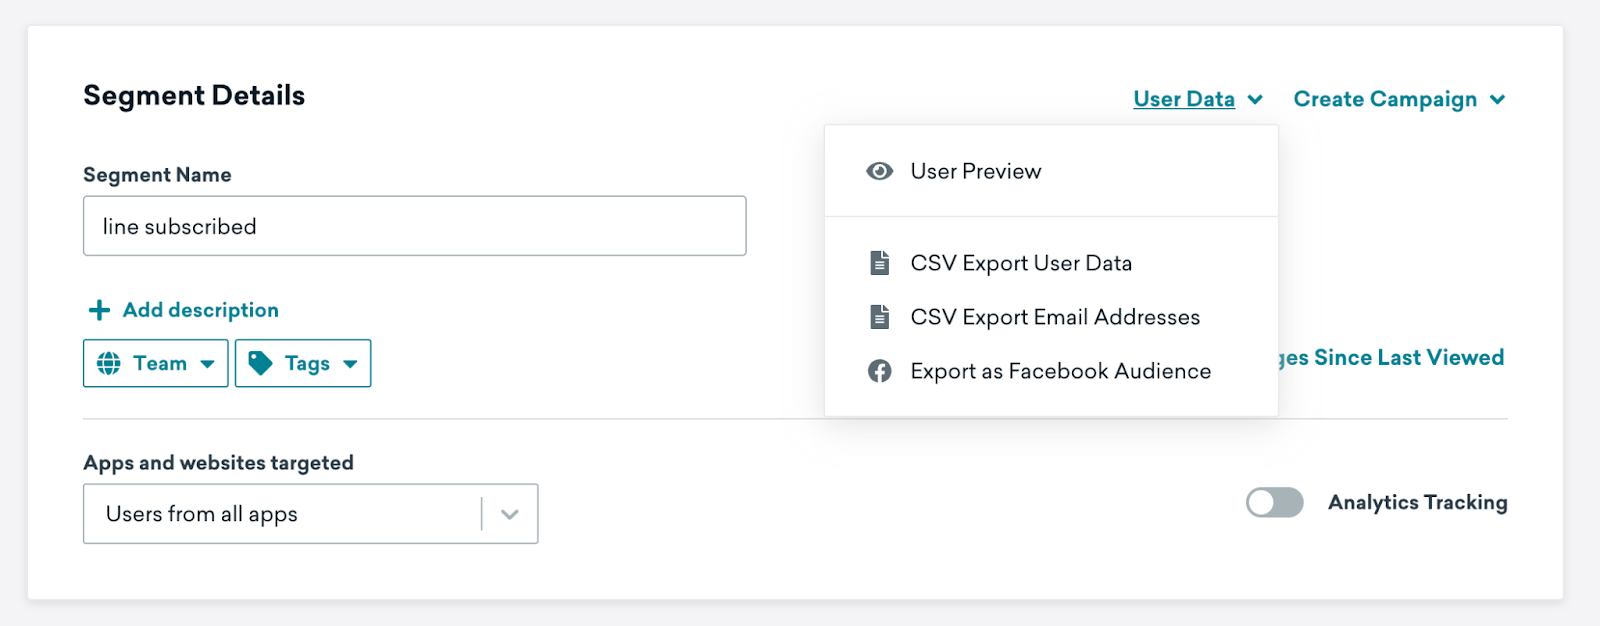 Segment Details
User Data
Create Campaign
Segment Name
line subscribed
User Preview
CSV Export User Data
CSV Export Email Addresses
Export as Facebook Audience
Add description
Team
Tags
Since Last Viewed
Apps and websites targeted
Users from all apps
Analytics Tracking